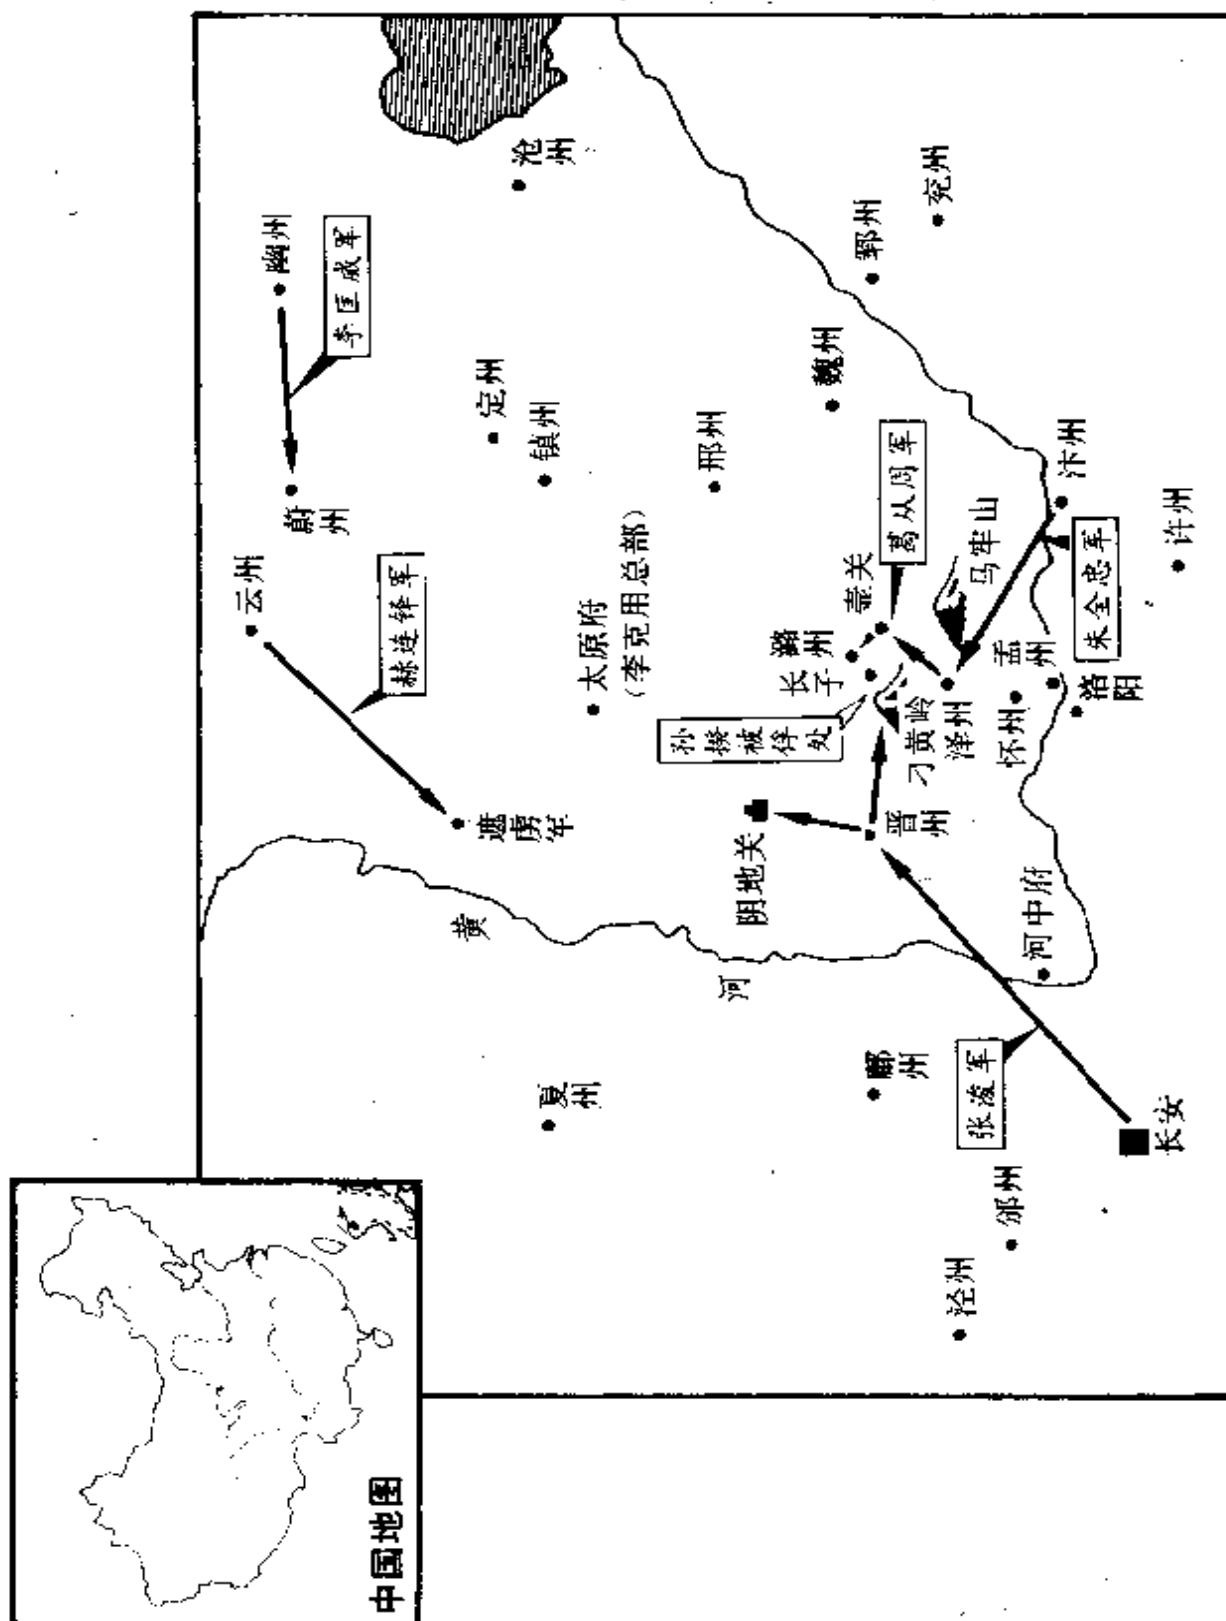 中国地图
幽州
李匡威军
蔚州
云州
赫连铎军
遮虏军
沧州
定州
镇州
太原府
（李克用总部）
邢州
魏州
郓州
兖州
葛从周军
壶关
潞州
长子
孙揆被俘处
刁黄岭
泽州
马牢山
汴州
朱全忠军
许州
孟州
怀州
洛阳
阴地关
晋州
河中府
黄
河
夏州
鄜州
张浚军
长安
邠州
泾州